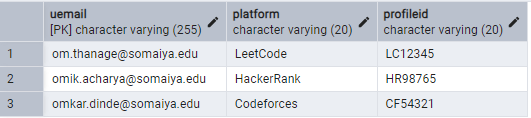 uemail platform profileid
[PK] character varying (255) character varying (20) character varying (20)
1 om.thanage@somaiya.edu LeetCode LC12345
2 omik.acharya@somaiya.edu HackerRank HR98765
3 omkar.dinde@somaiya.edu Codeforces CF54321